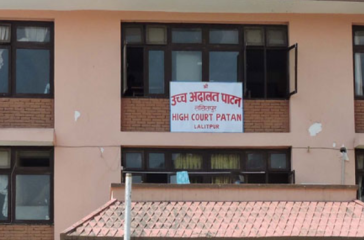 श्री
उच्च अदालत पाटन
ललितपुर
HIGH COURT PATAN
LALITPUR